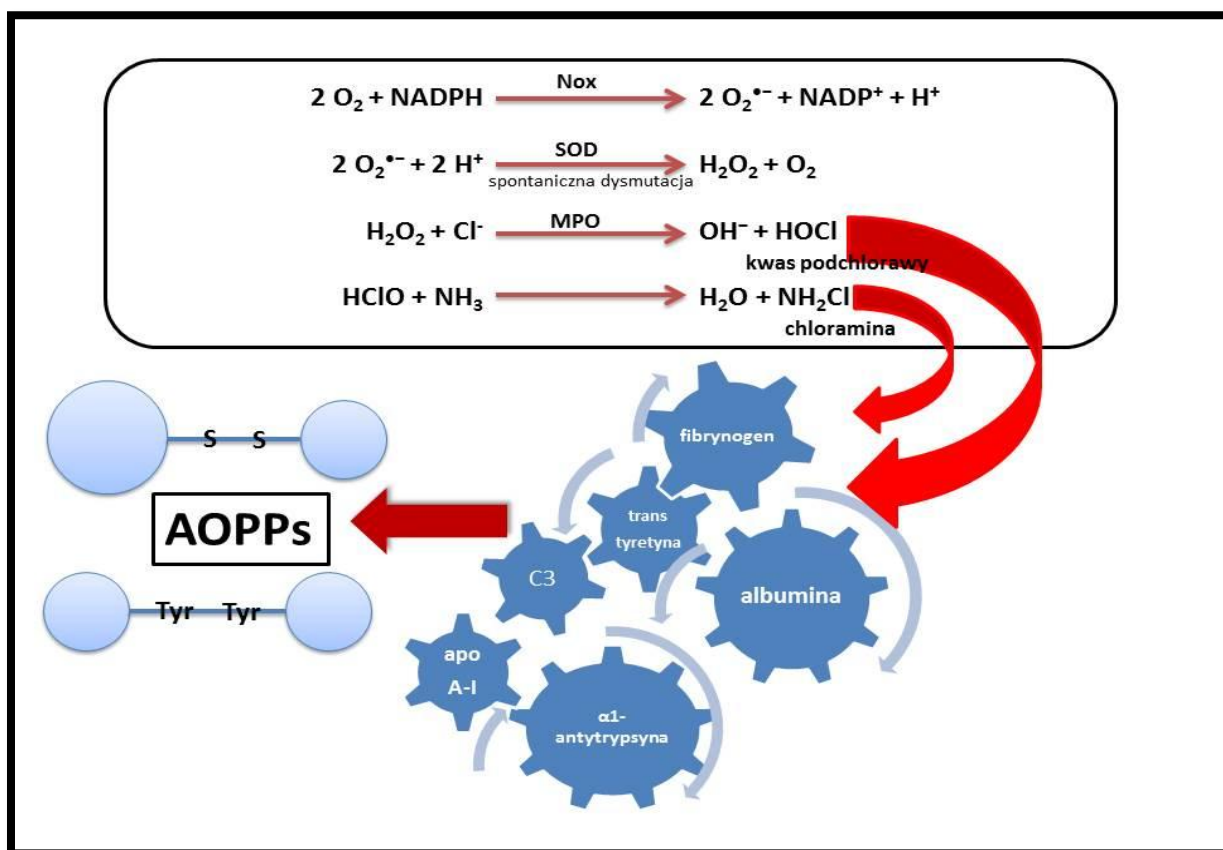 2 O₂ + NADPH Nox 2 O₂•⁻ + NADP⁺ + H⁺
2 O₂•⁻ + 2 H⁺ SOD H₂O₂ + O₂
spontaniczna dysmutacja
H₂O₂ + Cl⁻ MPO OH⁻ + HOCl
kwas podchlorawy
HClO + NH₃ H₂O + NH₂Cl
chloramina
fibrynogen
S S
trans
tyretyna
AOPPs
C3
albumina
Tyr Tyr
apo
A-I
α1-
antytrypsyna